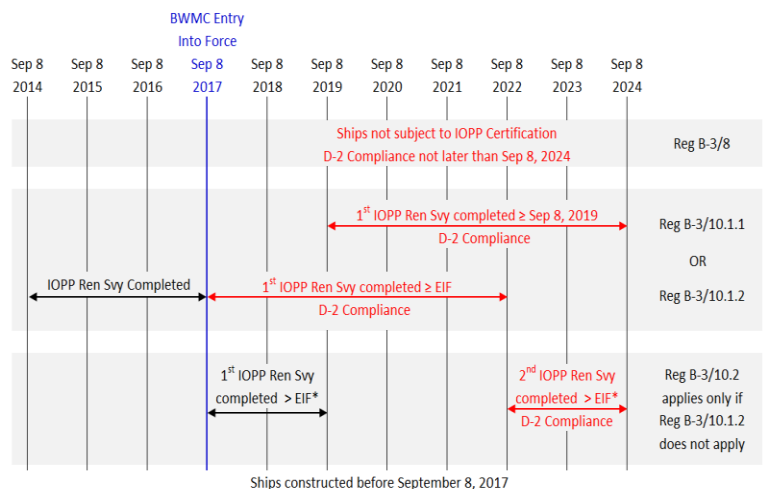 BWMC Entry
Into Force
Sep 8 Sep 8 Sep 8 Sep 8 Sep 8 Sep 8 Sep 8 Sep 8 Sep 8 Sep 8 Sep 8
2014 2015 2016 2017 2018 2019 2020 2021 2022 2023 2024
Ships not subject to IOPP Certification
D-2 Compliance not later than Sep 8, 2024
Reg B-3/8
1st IOPP Ren Svy completed ≥ Sep 8, 2019
D-2 Compliance
Reg B-3/10.1.1
OR
IOPP Ren Svy Completed
1st IOPP Ren Svy completed ≥ EIF
D-2 Compliance
Reg B-3/10.1.2
1st IOPP Ren Svy
completed > EIF*
2nd IOPP Ren Svy
completed > EIF*
D-2 Compliance
Reg B-3/10.2
applies only if
Reg B-3/10.1.2
does not apply
Ships constructed before September 8, 2017